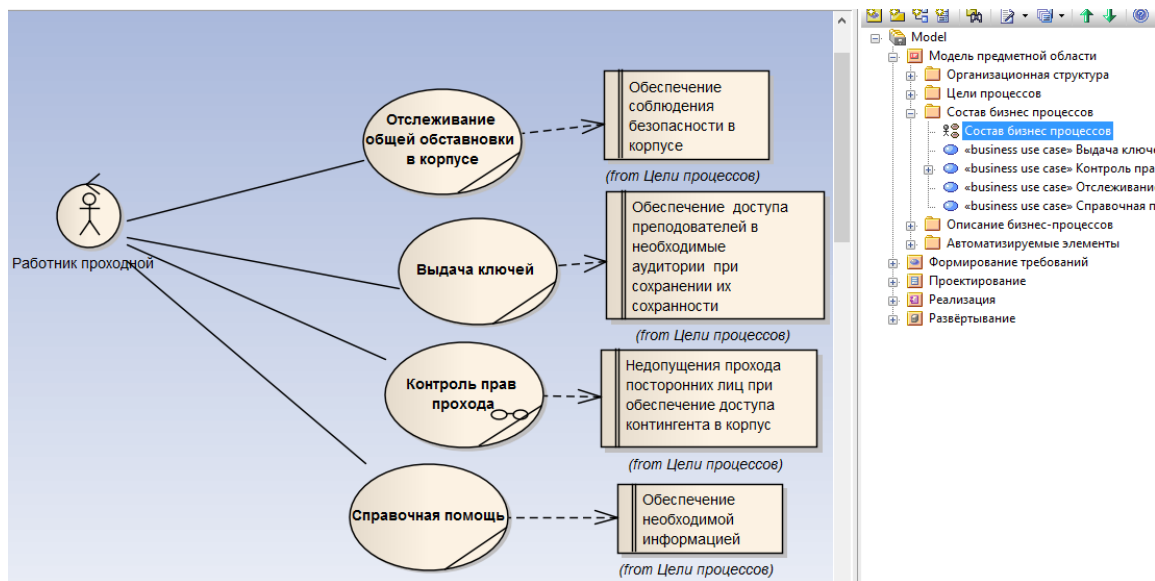 Отслеживание
общей обставновки
в корпусе
Обеспечение
соблюдения
безопасности в
корпусе
(from Цели процессов)
Работник проходной
Выдача ключей
Обеспечение доступа
преподователей в
необходимые
аудитории при
сохранении их
сохранности
(from Цели процессов)
Контроль прав
прохода
Недопущения прохода
посторонних лиц при
обеспечение доступа
контингента в корпус
(from Цели процессов)
Справочная помощь
Обеспечение
необходимой
информацией
(from Цели процессов)
Model
Модель предметной области
Организационная структура
Цели процессов
Состав бизнес процессов
Состав бизнес процессов
«business use case» Выдача ключе
«business use case» Контроль пра
«business use case» Отслеживани
«business use case» Справочная п
Описание бизнес-процессов
Автоматизируемые элементы
Формирование требований
Проектирование
Реализация
Развёртывание